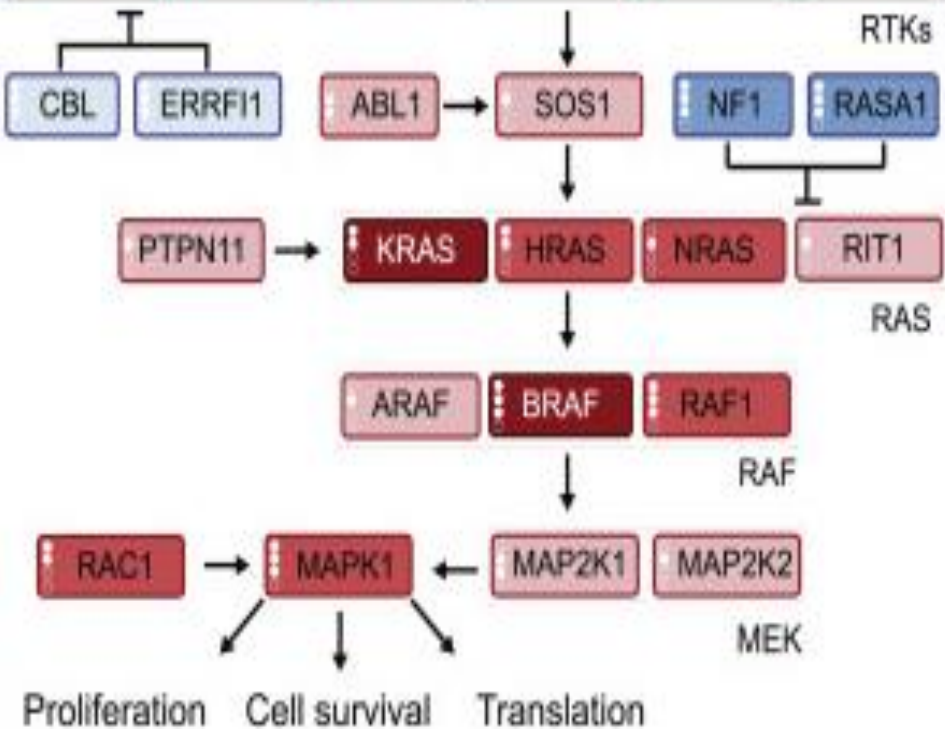 RTKs
CBL ERRFI1 ABL1 SOS1 NF1 RASA1
PTPN11 KRAS HRAS NRAS RIT1
RAS
ARAF BRAF RAF1
RAF
RAC1 MAPK1 MAP2K1 MAP2K2
MEK
Proliferation Cell survival Translation